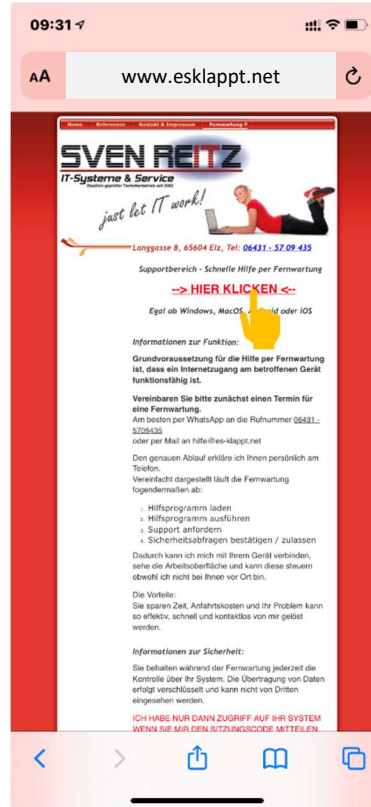 09:31
AA
www.esklappt.net
Home Referenzen Kontakt & Impressum Fernwartung
SVEN REITZ
IT-Systeme & Service
Staatlich geprüfter Technikerbetrieb seit 2003
just let IT work!
Langgasse 8, 65604 Elz, Tel: 06431 - 57 09 435
Supportbereich - Schnelle Hilfe per Fernwartung
--> HIER KLICKEN <--
Egal ob Windows, MacOS, Android oder iOS
Informationen zur Funktion:
Grundvoraussetzung für die Hilfe per Fernwartung
ist, dass ein Internetzugang am betroffenen Gerät
funktionsfähig ist.
Vereinbaren Sie bitte zunächst einen Termin für
eine Fernwartung.
Am besten per WhatsApp an die Rufnummer 06431 -
5709435
oder per Mail an hilfe@es-klappt.net
Den genauen Ablauf erkläre ich Ihnen persönlich am
Telefon.
Vereinfacht dargestellt läuft die Fernwartung
fogendermaßen ab:
1. Hilfsprogramm laden
2. Hilfsprogramm ausführen
3. Support anfordern
4. Sicherheitsabfragen bestätigen / zulassen
Dadurch kann ich mich mit Ihrem Gerät verbinden,
sehe die Arbeitsoberfläche und kann diese steuern
obwohl ich nicht bei Ihnen vor Ort bin.
Die Vorteile:
Sie sparen Zeit, Anfahrtskosten und Ihr Problem kann
so effektiv, schnell und kontaktlos von mir gelöst
werden.
Informationen zur Sicherheit:
Sie behalten während der Fernwartung jederzeit die
Kontrolle über Ihr System. Die Übertragung von Daten
erfolgt verschlüsselt und kann nicht von Dritten
eingesehen werden.
ICH HABE NUR DANN ZUGRIFF AUF IHR SYSTEM
WENN SIE MIR DEN SITZUNGSCODE MITTEILEN